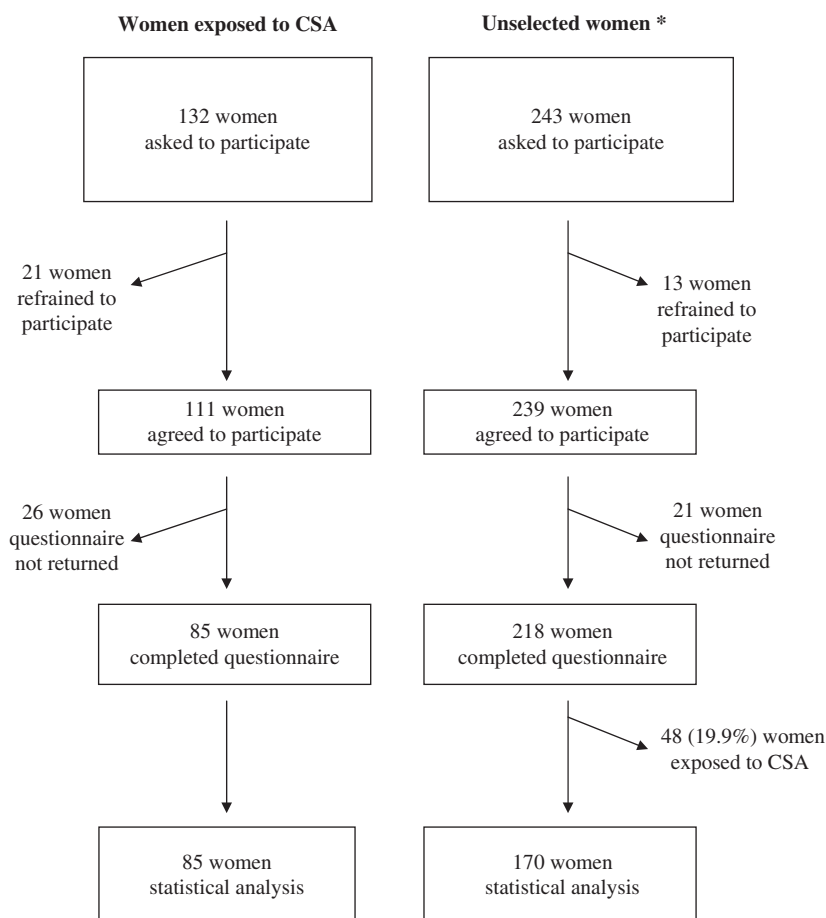 Women exposed to CSA
132 women
asked to participate
21 women
refrained to
participate
111 women
agreed to participate
26 women
questionnaire
not returned
85 women
completed questionnaire
85 women
statistical analysis
Unselected women *
243 women
asked to participate
13 women
refrained to
participate
239 women
agreed to participate
21 women
questionnaire
not returned
218 women
completed questionnaire
48 (19.9%) women
exposed to CSA
170 women
statistical analysis